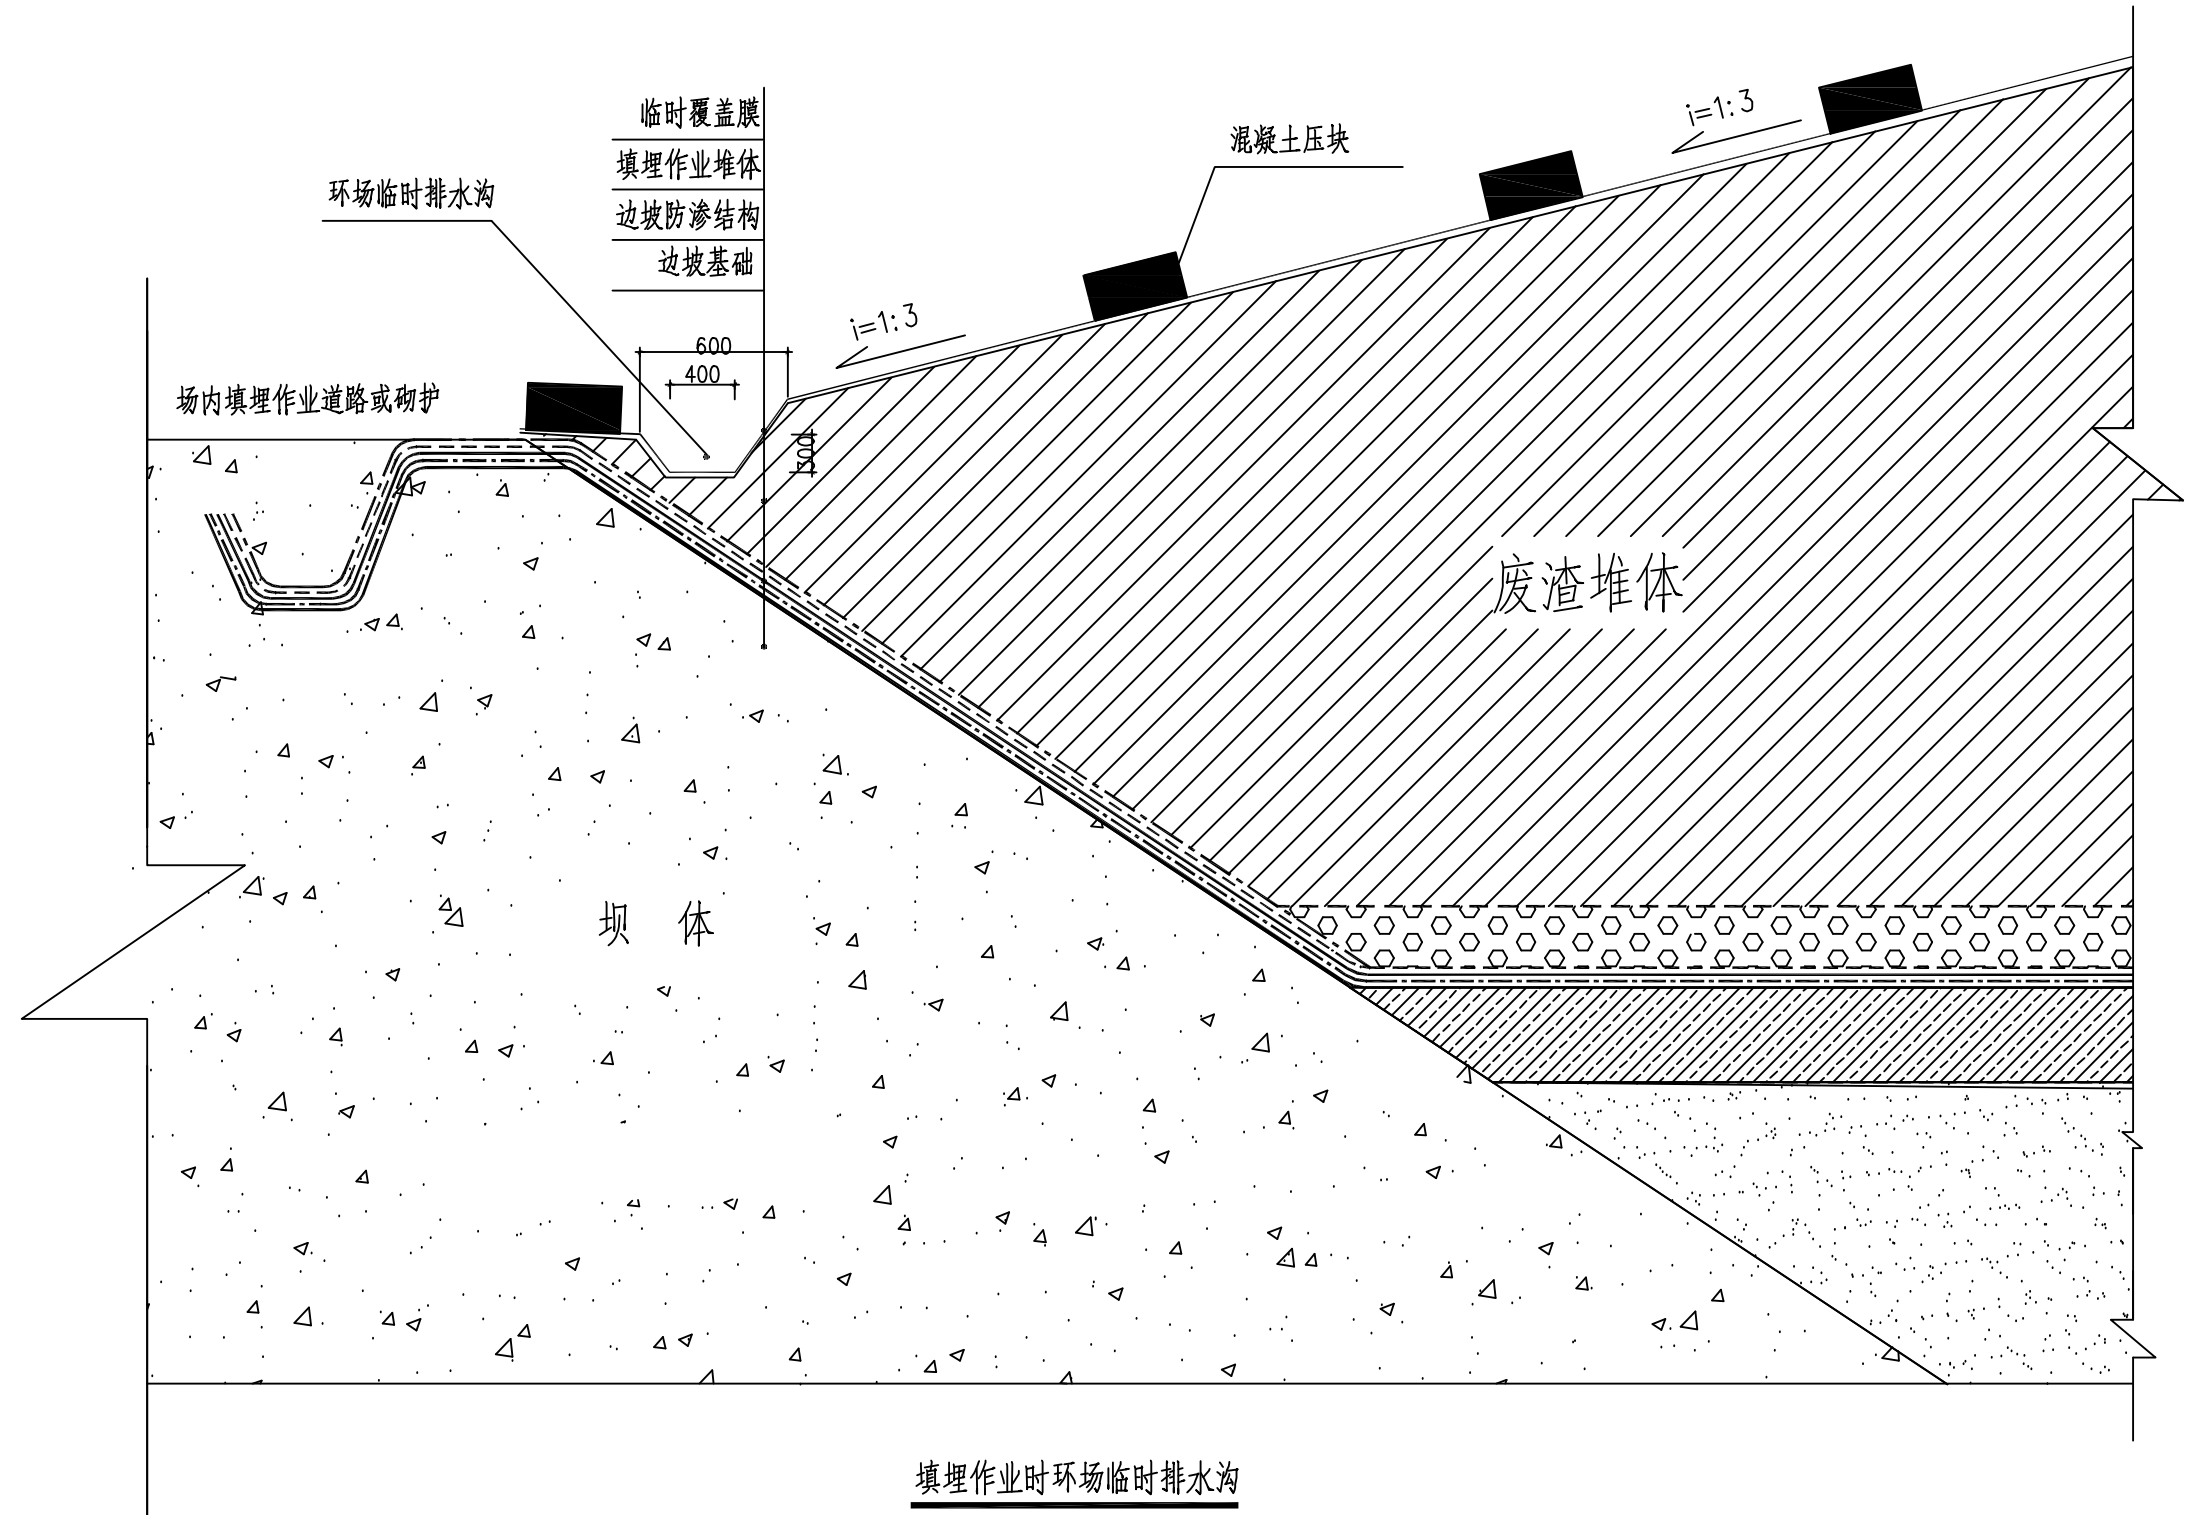 临时覆盖膜
填埋作业堆体
边坡防渗结构
边坡基础
环场临时排水沟
混凝土压块
i=1:3
i=1:3
600
400
300
场内填埋作业道路或砌护
废渣堆体
坝 体
填埋作业时环场临时排水沟